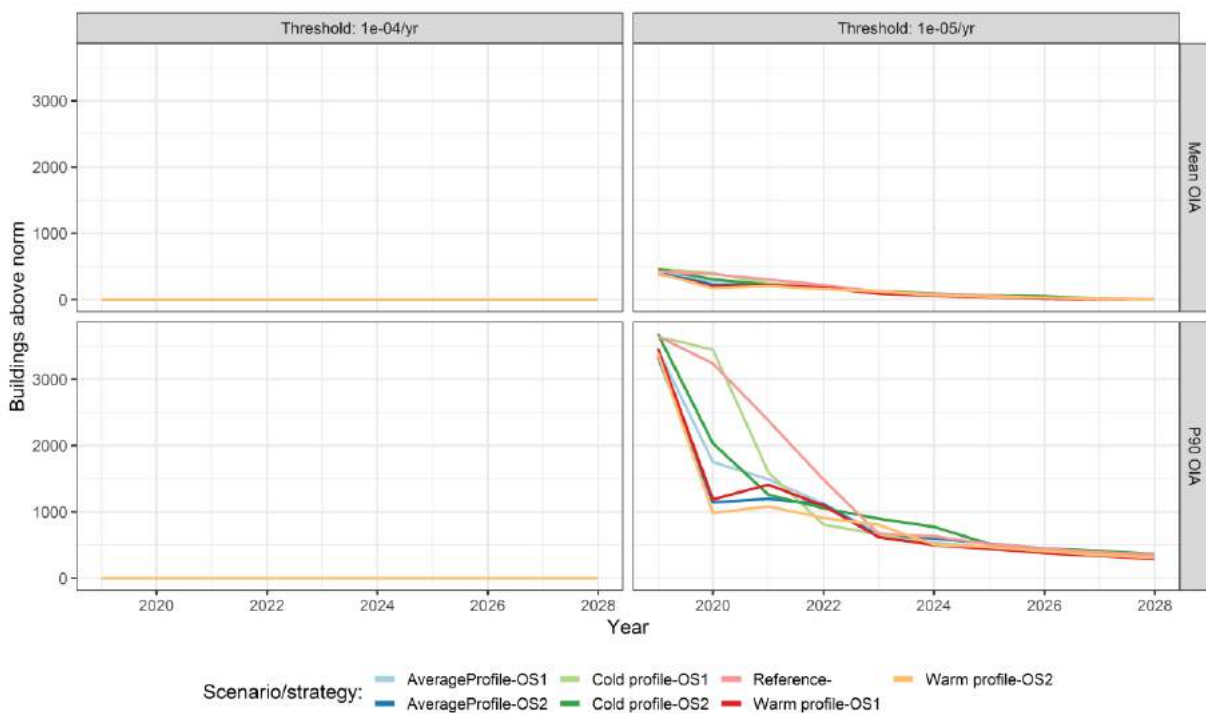 Threshold: 1e-04/yr
Threshold: 1e-05/yr
3000
2000
1000
0
Mean OIA
Buildings above norm
3000
2000
1000
0
P90 OIA
2020 2022 2024 2026 2028
2020 2022 2024 2026 2028
Year
Scenario/strategy:
AverageProfile-OS1 Cold profile-OS1 Reference- Warm profile-OS2
AverageProfile-OS2 Cold profile-OS2 Warm profile-OS1